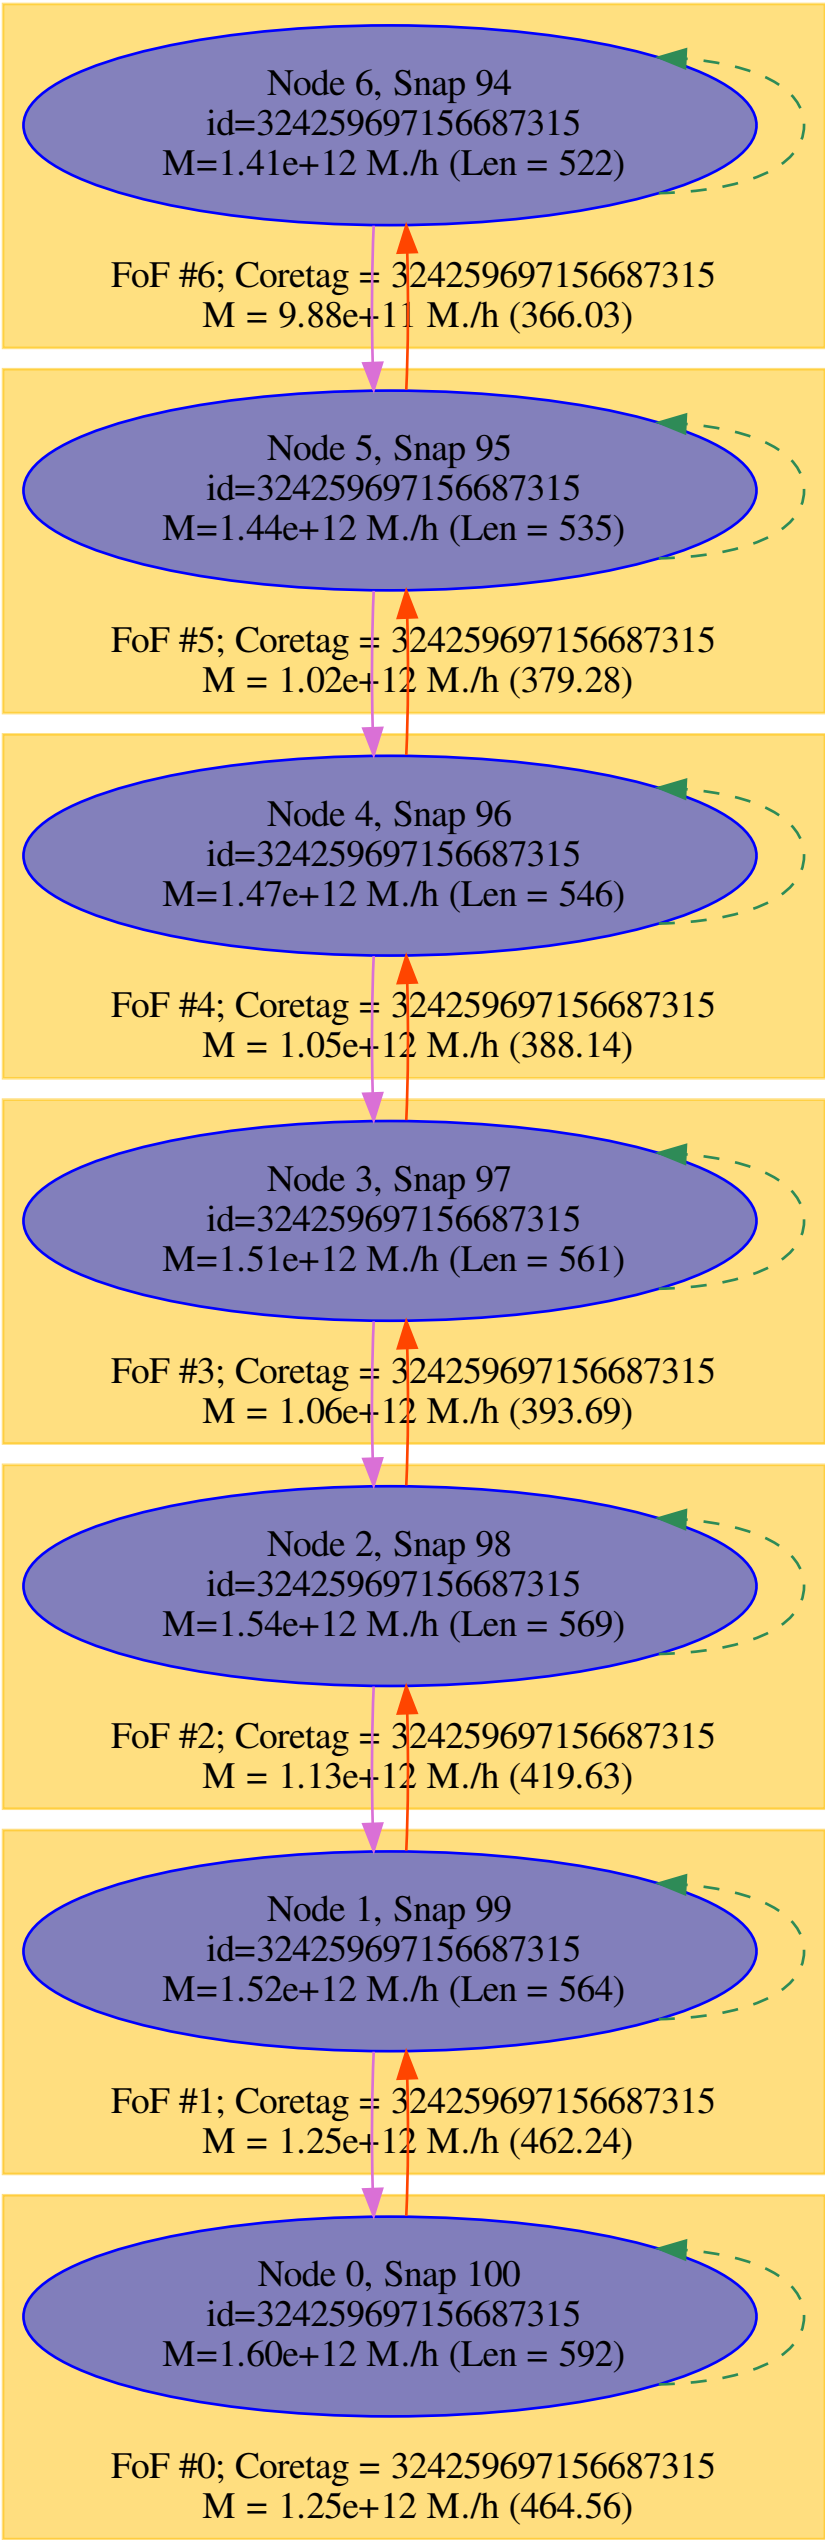 Node 6, Snap 94
id=324259697156687315
M=1.41e+12 M./h (Len = 522)
FoF #6; Coretag = 324259697156687315
M = 9.88e+11 M./h (366.03)
Node 5, Snap 95
id=324259697156687315
M=1.44e+12 M./h (Len = 535)
FoF #5; Coretag = 324259697156687315
M = 1.02e+12 M./h (379.28)
Node 4, Snap 96
id=324259697156687315
M=1.47e+12 M./h (Len = 546)
FoF #4; Coretag = 324259697156687315
M = 1.05e+12 M./h (388.14)
Node 3, Snap 97
id=324259697156687315
M=1.51e+12 M./h (Len = 561)
FoF #3; Coretag = 324259697156687315
M = 1.06e+12 M./h (393.69)
Node 2, Snap 98
id=324259697156687315
M=1.54e+12 M./h (Len = 569)
FoF #2; Coretag = 324259697156687315
M = 1.13e+12 M./h (419.63)
Node 1, Snap 99
id=324259697156687315
M=1.52e+12 M./h (Len = 564)
FoF #1; Coretag = 324259697156687315
M = 1.25e+12 M./h (462.24)
Node 0, Snap 100
id=324259697156687315
M=1.60e+12 M./h (Len = 592)
FoF #0; Coretag = 324259697156687315
M = 1.25e+12 M./h (464.56)